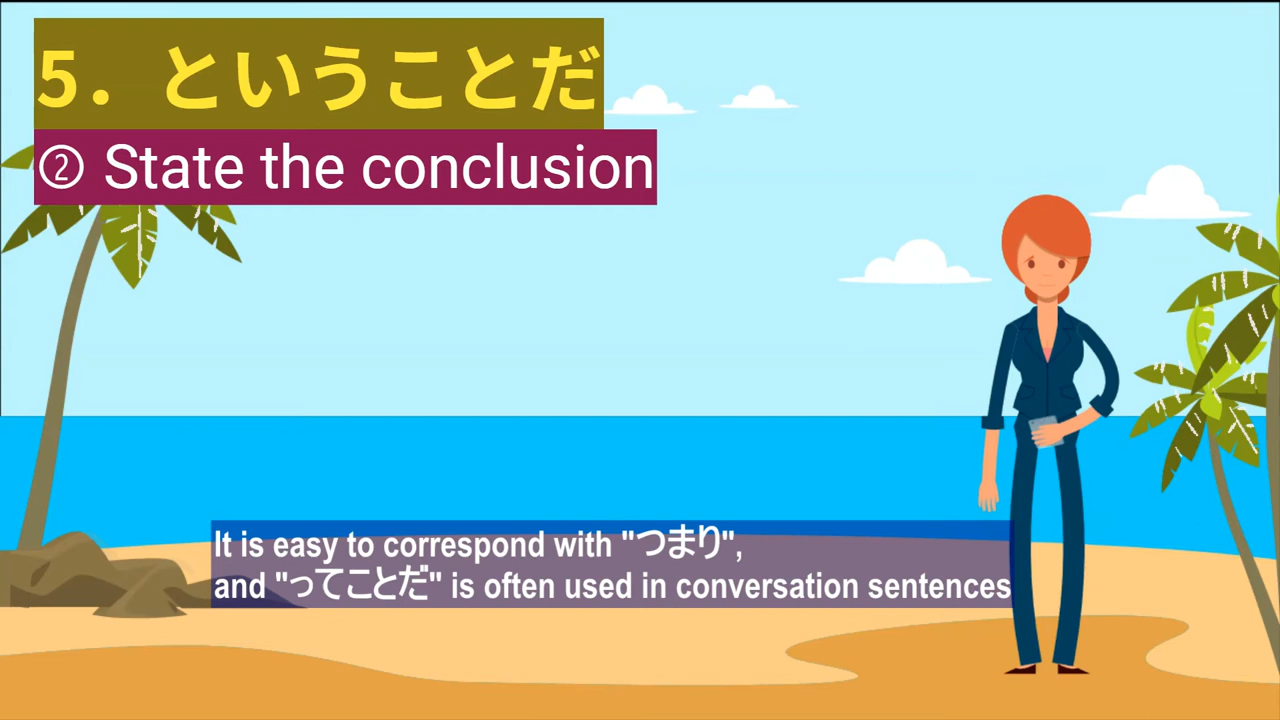 5．ということだ
② State the conclusion
It is easy to correspond with "つまり",
and "ってことだ" is often used in conversation sentences